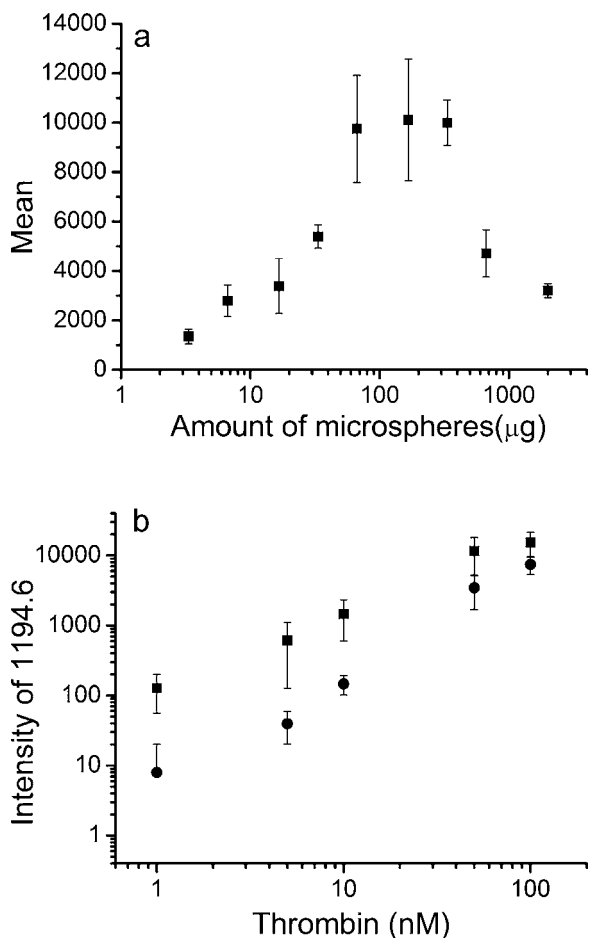 a
14000
12000
10000
8000
6000
4000
2000
0
Mean
1 10 100 1000
Amount of microspheres(μg)
b
10000
1000
100
10
1
Intensity of 1194.6
1 10 100
Thrombin (nM)